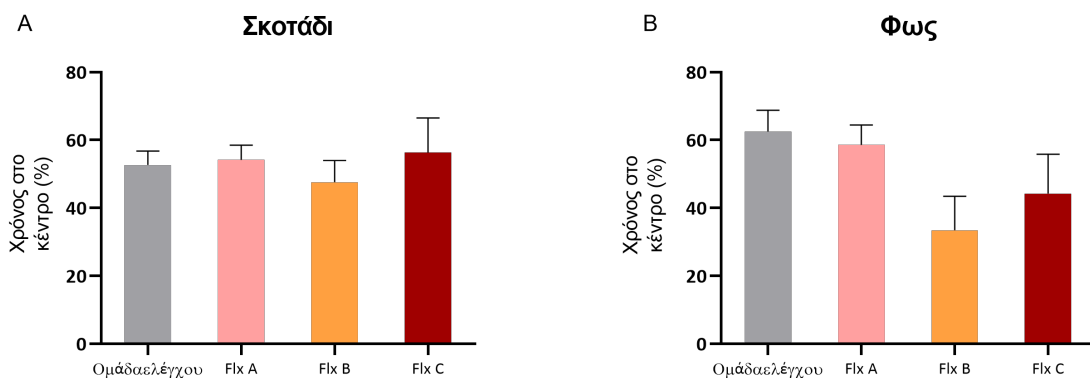 A
Σκοτάδι
Χρόνος στο
κέντρο (%)
80
60
40
20
0
Ομάδαελέγχου
Flx A
Flx B
Flx C
B
Φως
Χρόνος στο
κέντρο (%)
80
60
40
20
0
Ομάδαελέγχου
Flx A
Flx B
Flx C